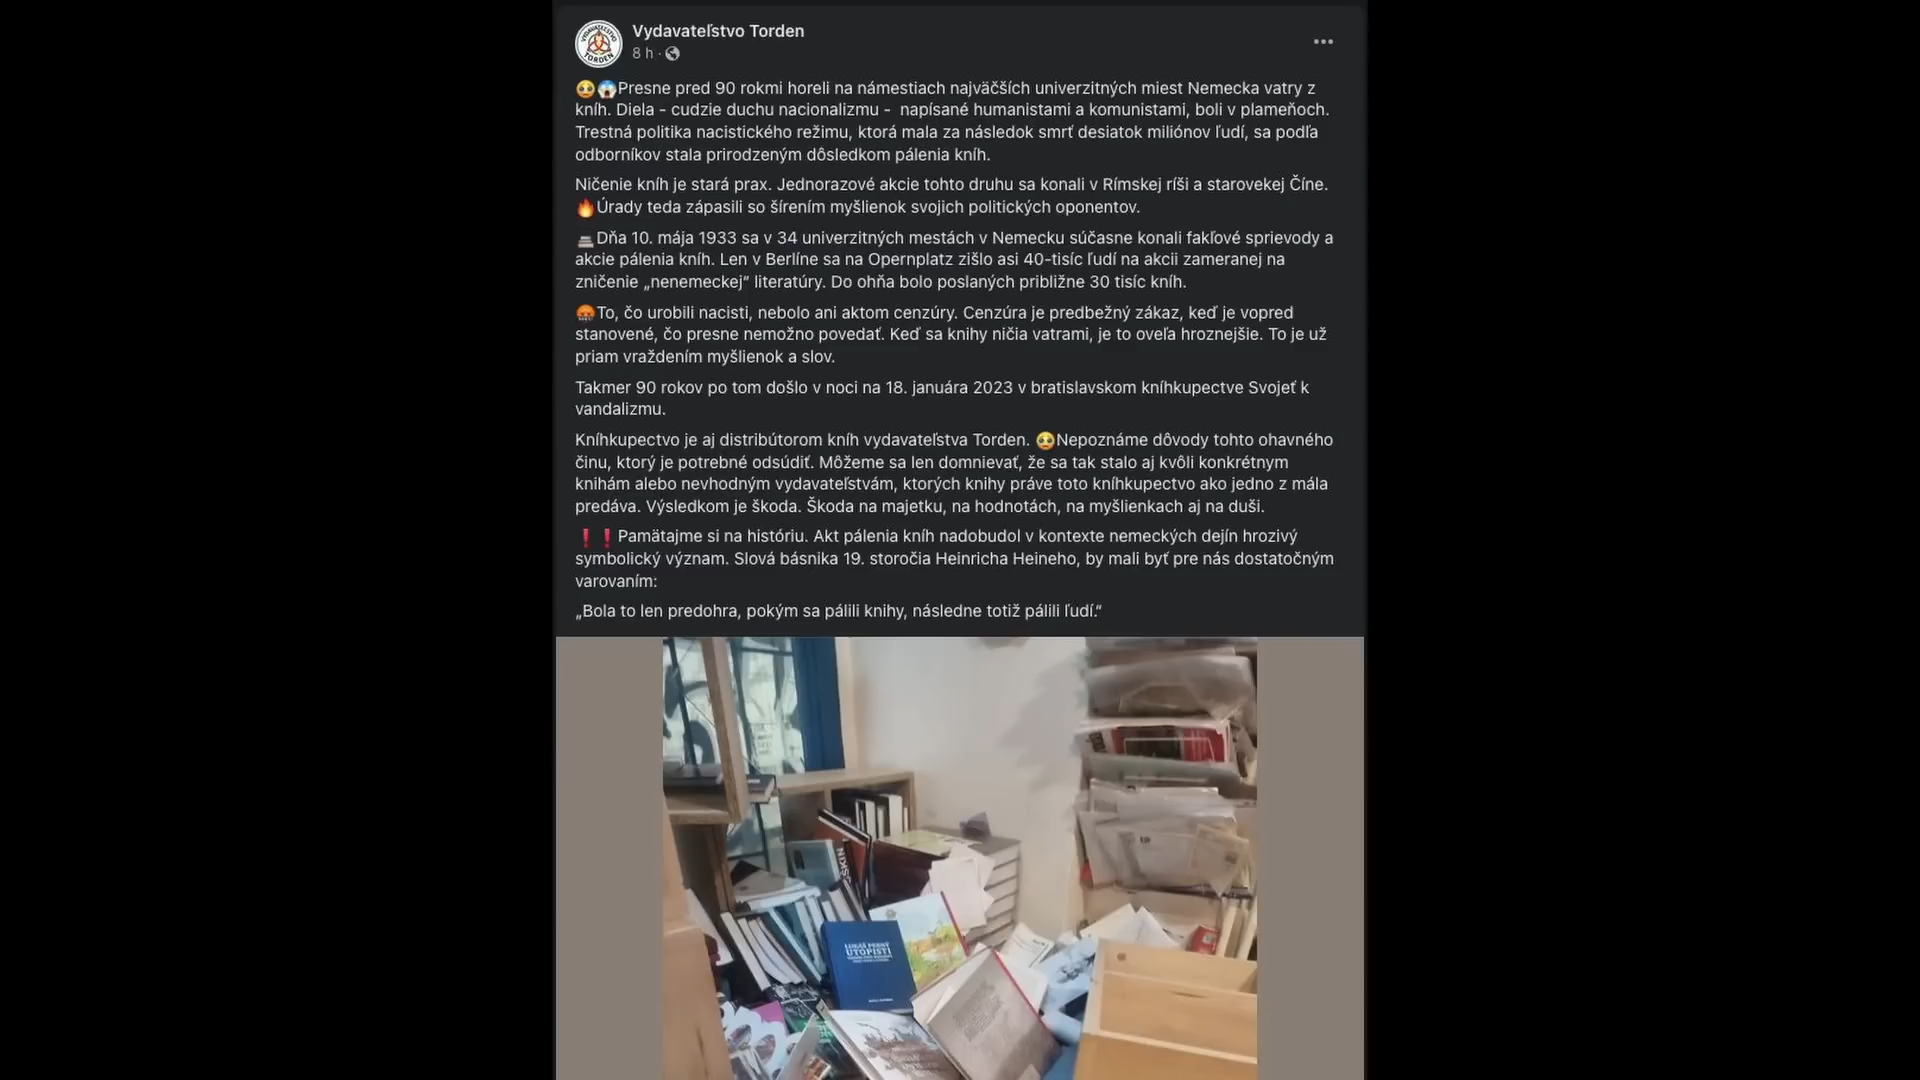 VYDAVATEĽSTVO TORDEN
Vydavateľstvo Torden
8 h ·
🥹😱Presne pred 90 rokmi horeli na námestiach najväčších univerzitných miest Nemecka vatry z
kníh. Diela - cudzie duchu nacionalizmu - napísané humanistami a komunistami, boli v plameňoch.
Trestná politika nacistického režimu, ktorá mala za následok smrť desiatok miliónov ľudí, sa podľa
odborníkov stala prirodzeným dôsledkom pálenia kníh.
Ničenie kníh je stará prax. Jednorazové akcie tohto druhu sa konali v Rímskej ríši a starovekej Číne.
🔥Úrady teda zápasili so šírením myšlienok svojich politických oponentov.
Dňa 10. mája 1933 sa v 34 univerzitných mestách v Nemecku súčasne konali fakľové sprievody a
akcie pálenia kníh. Len v Berlíne sa na Opernplatz zišlo asi 40-tisíc ľudí na akcii zameranej na
zničenie „nenemeckej“ literatúry. Do ohňa bolo poslaných približne 30 tisíc kníh.
🤬To, čo urobili nacisti, nebolo ani aktom cenzúry. Cenzúra je predbežný zákaz, keď je vopred
stanovené, čo presne nemožno povedať. Keď sa knihy ničia vatrami, je to oveľa hroznejšie. To je už
priam vraždením myšlienok a slov.
Takmer 90 rokov po tom došlo v noci na 18. januára 2023 v bratislavskom kníhkupectve Svojeť k
vandalizmu.
Kníhkupectvo je aj distribútorom kníh vydavateľstva Torden. 🥹Nepoznáme dôvody tohto ohavného
činu, ktorý je potrebné odsúdiť. Môžeme sa len domnievať, že sa tak stalo aj kvôli konkrétnym
knihám alebo nevhodným vydavateľstvám, ktorých knihy práve toto kníhkupectvo ako jedno z mála
predáva. Výsledkom je škoda. Škoda na majetku, na hodnotách, na myšlienkach aj na duši.
❗❗Pamätajme si na históriu. Akt pálenia kníh nadobudol v kontexte nemeckých dejín hrozivý
symbolický význam. Slová básnika 19. storočia Heinricha Heineho, by mali byť pre nás dostatočným
varovaním:
„Bola to len predohra, pokým sa pálili knihy, následne totiž pálili ľudí.“
LUKÁŠ PERNÝ
UTOPISTI